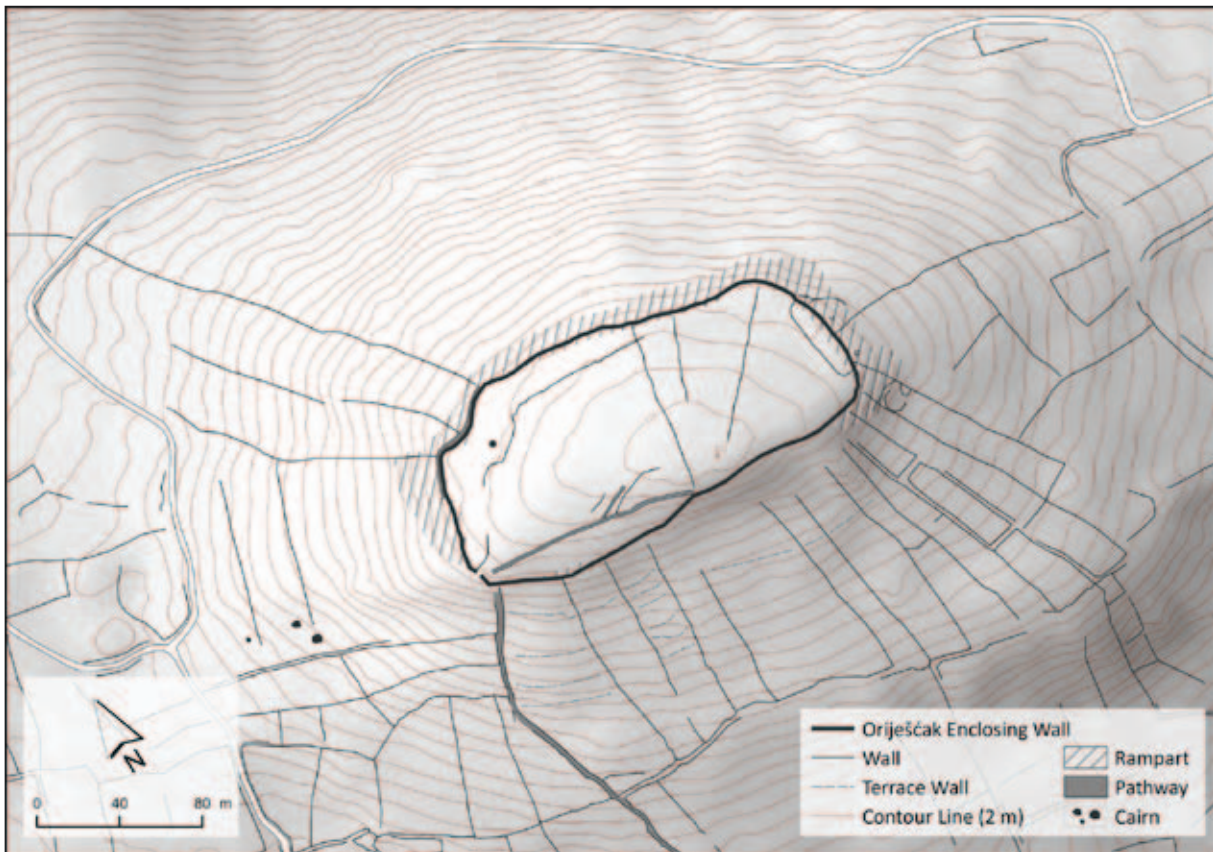 N
0 40 80 m
Oriješćak Enclosing Wall
Wall
Terrace Wall
Contour Line (2 m)
Rampart
Pathway
Cairn